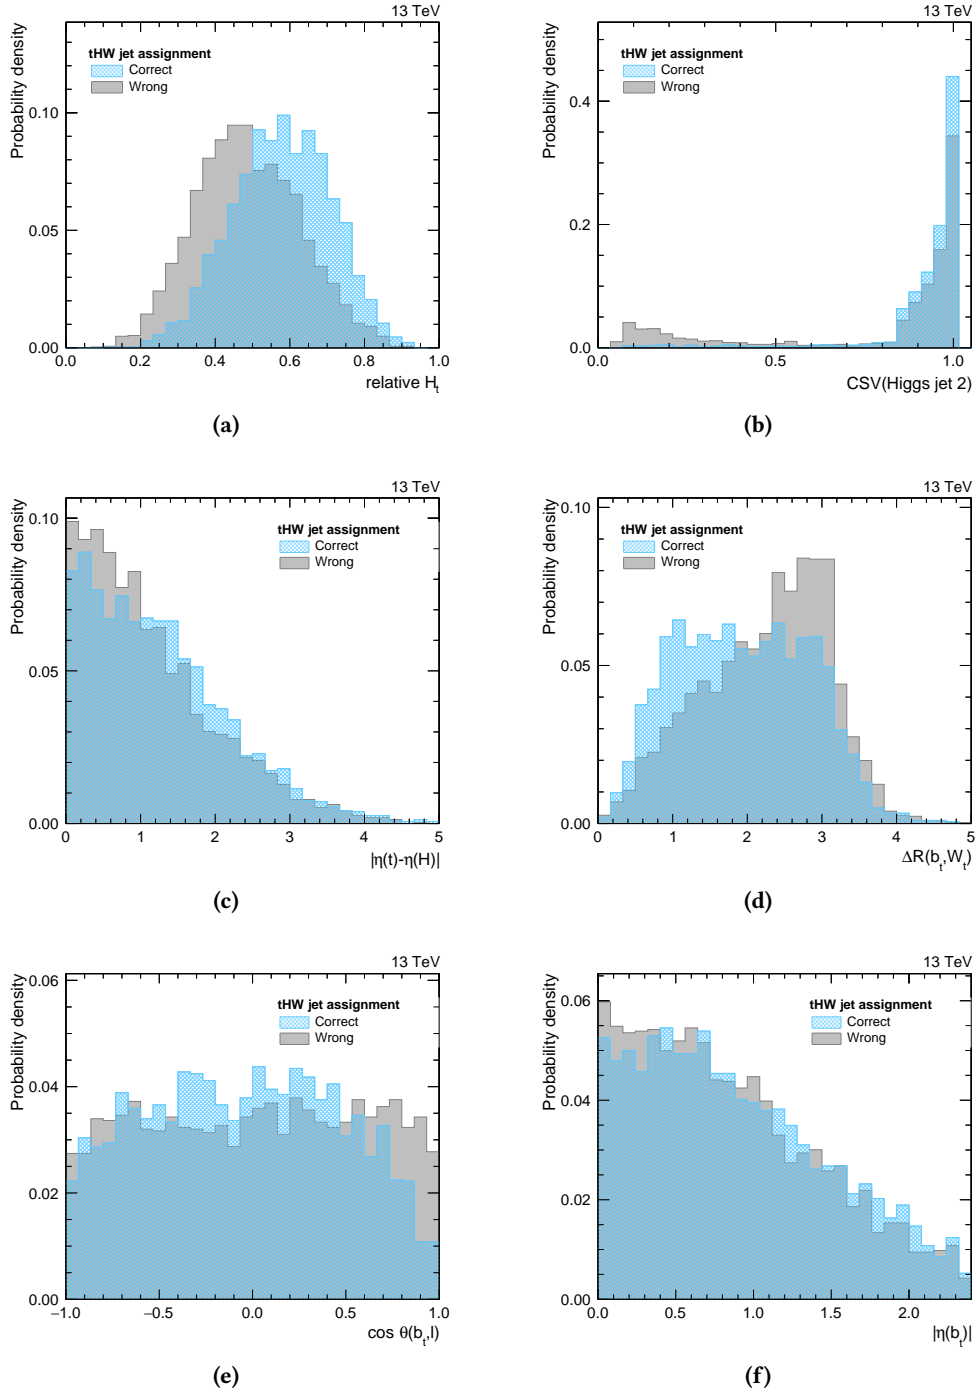 13 TeV
Probability density
tHW jet assignment
Correct
Wrong
0.10
0.05
0.00
0.0 0.2 0.4 0.6 0.8 1.0
relative H_t
(a)
13 TeV
Probability density
tHW jet assignment
Correct
Wrong
0.4
0.2
0.0
0.0 0.5 1.0
CSV(Higgs jet 2)
(b)
13 TeV
Probability density
tHW jet assignment
Correct
Wrong
0.10
0.05
0.00
0 1 2 3 4 5
|η(t)-η(H)|
(c)
13 TeV
Probability density
tHW jet assignment
Correct
Wrong
0.10
0.05
0.00
0 1 2 3 4 5
ΔR(b_t,W_t)
(d)
13 TeV
Probability density
tHW jet assignment
Correct
Wrong
0.06
0.04
0.02
0.00
−1.0 −0.5 0.0 0.5 1.0
cos θ(b_t,l)
(e)
13 TeV
Probability density
tHW jet assignment
Correct
Wrong
0.06
0.04
0.02
0.00
0.0 0.5 1.0 1.5 2.0
|η(b_t)|
(f)